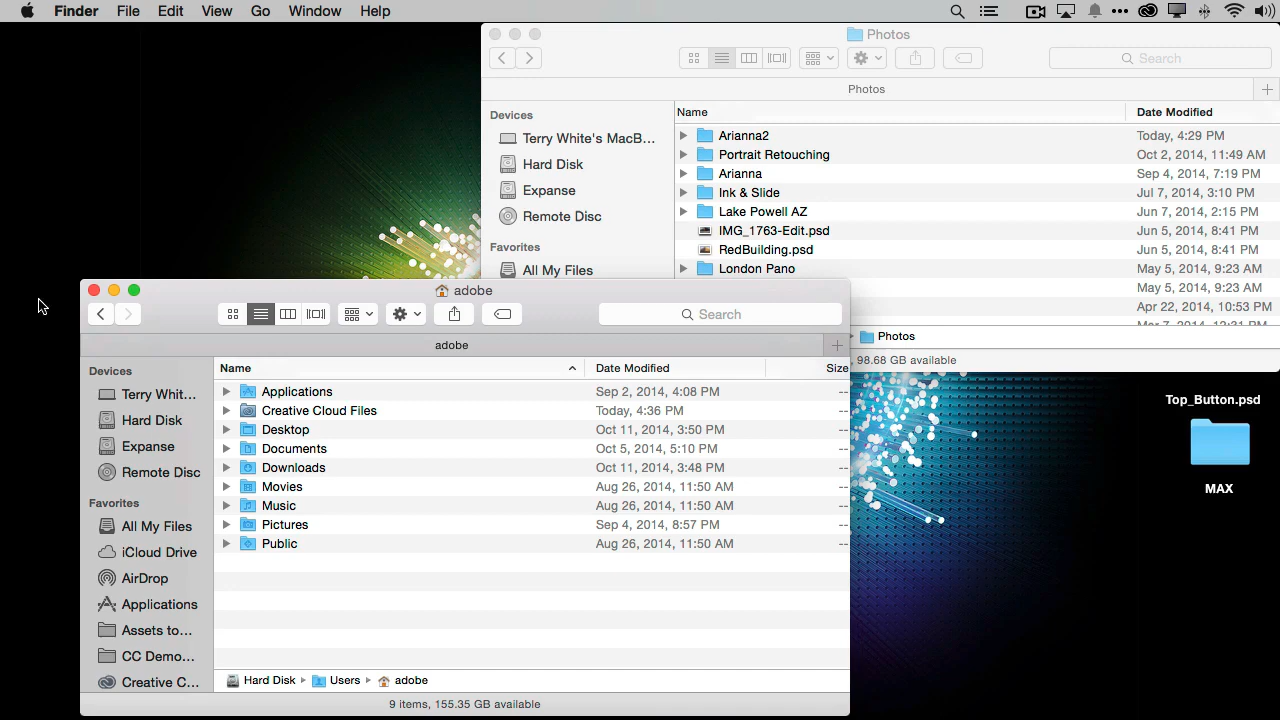 Finder File Edit View Go Window Help
Photos
Search
Photos
Name Date Modified
Devices
Terry White's MacB...
Hard Disk
Expanse
Remote Disc
Favorites
All My Files
Arianna2 Today, 4:29 PM
Portrait Retouching Oct 2, 2014, 11:49 AM
Arianna Sep 4, 2014, 7:19 PM
Ink & Slide Jul 7, 2014, 3:10 PM
Lake Powell AZ Jun 7, 2014, 2:15 PM
IMG_1763-Edit.psd Jun 5, 2014, 8:41 PM
RedBuilding.psd Jun 5, 2014, 8:41 PM
London Pano May 5, 2014, 9:23 AM
May 5, 2014, 9:23 AM
Apr 22, 2014, 10:53 PM
Photos
98.68 GB available
adobe
Search
adobe
Devices
Terry Whit...
Hard Disk
Expanse
Remote Disc
Favorites
All My Files
iCloud Drive
AirDrop
Applications
Assets to...
CC Demo...
Creative C...
Name Date Modified Size
Applications Sep 2, 2014, 4:08 PM --
Creative Cloud Files Today, 4:36 PM --
Desktop Oct 11, 2014, 3:50 PM --
Documents Oct 5, 2014, 5:10 PM --
Downloads Oct 11, 2014, 3:48 PM --
Movies Aug 26, 2014, 11:50 AM --
Music Aug 26, 2014, 11:50 AM --
Pictures Sep 4, 2014, 8:57 PM --
Public Aug 26, 2014, 11:50 AM --
Hard Disk Users adobe
9 items, 155.35 GB available
Top_Button.psd
MAX